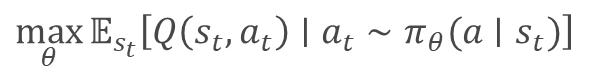 max_θ 𝔼_{s_t}[Q(s_t, a_t) | a_t ~ π_θ(a | s_t)]